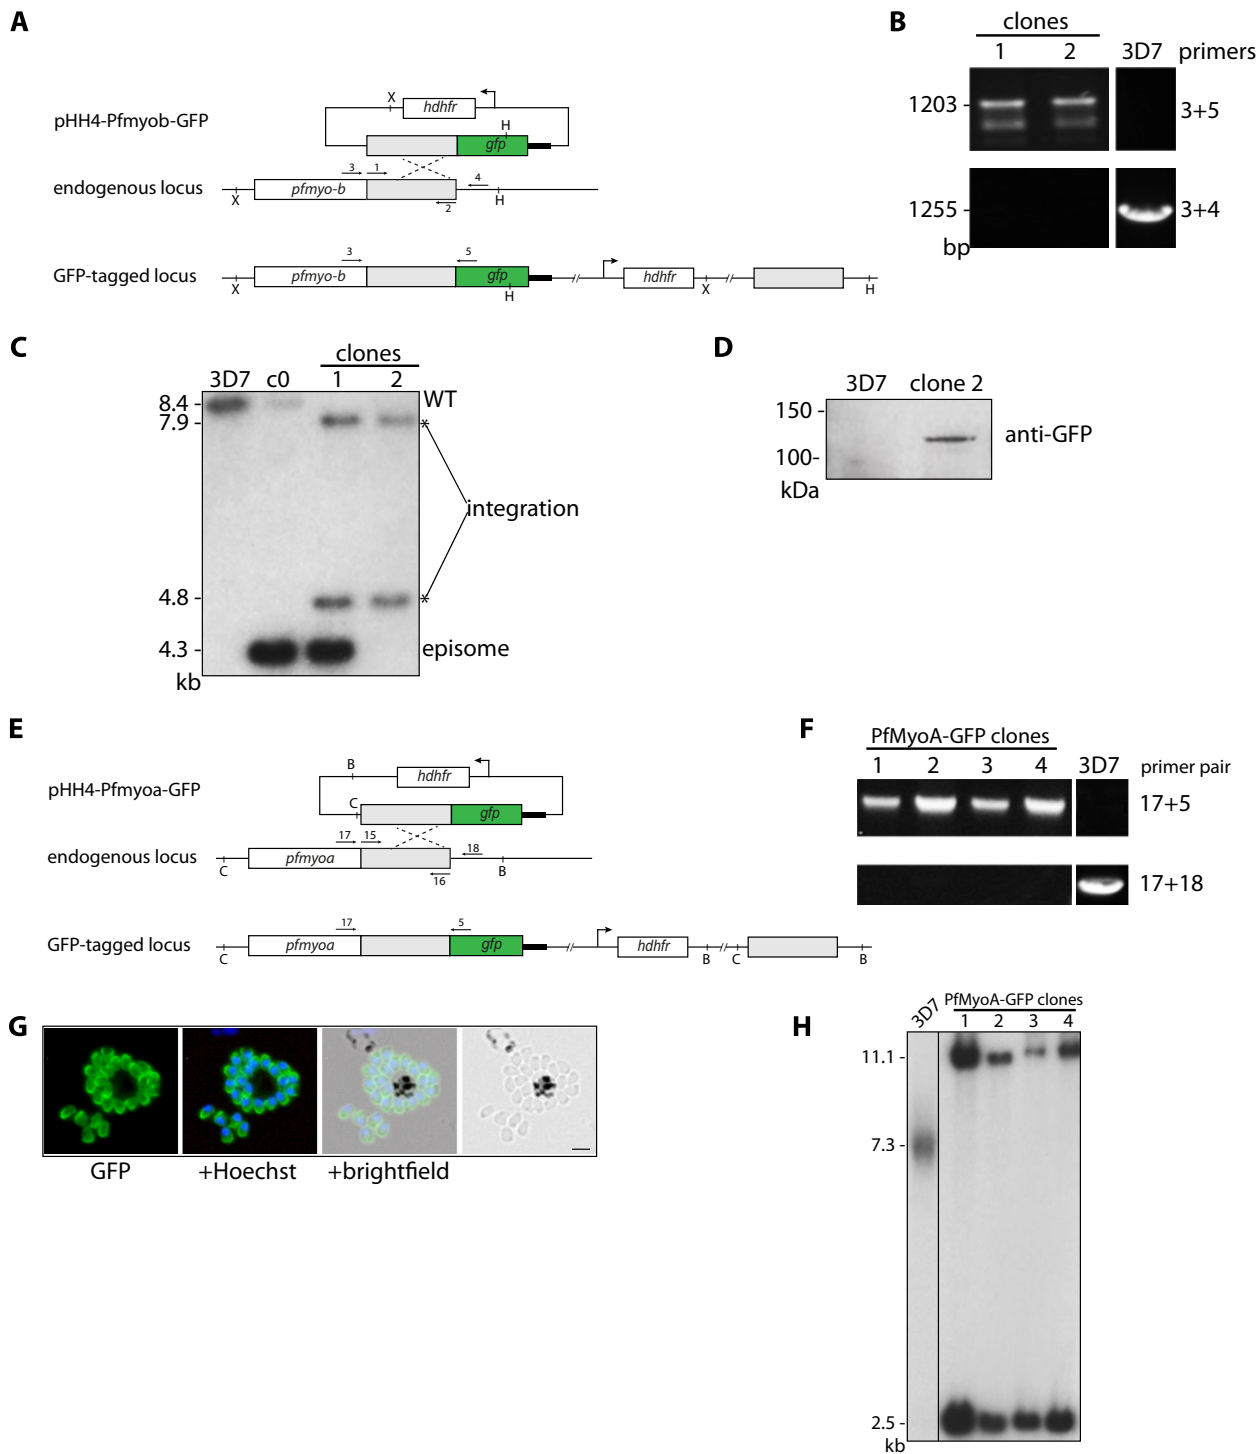 A
pHH4-Pfmyob-GFP
X
hdhfr
H
gfp
endogenous locus
3
1
4
X
pfmyo-b
2
H
GFP-tagged locus
3
5
X
pfmyo-b
gfp
H
hdhfr
X
H
B
clones
1 2 3D7 primers
1203 -
3+5
1255 -
3+4
bp
C
clones
3D7 c0 1 2
8.4 -
WT
7.9 -
*
integration
4.8 -
*
4.3 -
episome
kb
D
3D7 clone 2
150 -
anti-GFP
100-
kDa
E
pHH4-Pfmyoa-GFP
B
hdhfr
C
gfp
endogenous locus
17
15
18
C
pfmyoa
16
B
GFP-tagged locus
17
5
C
pfmyoa
gfp
hdhfr
B
C
B
F
PfMyoA-GFP clones
1 2 3 4 3D7 primer pair
17+5
17+18
G
GFP
+Hoechst
+brightfield
H
3D7
PfMyoA-GFP clones
1 2 3 4
11.1 -
7.3 -
2.5 -
kb